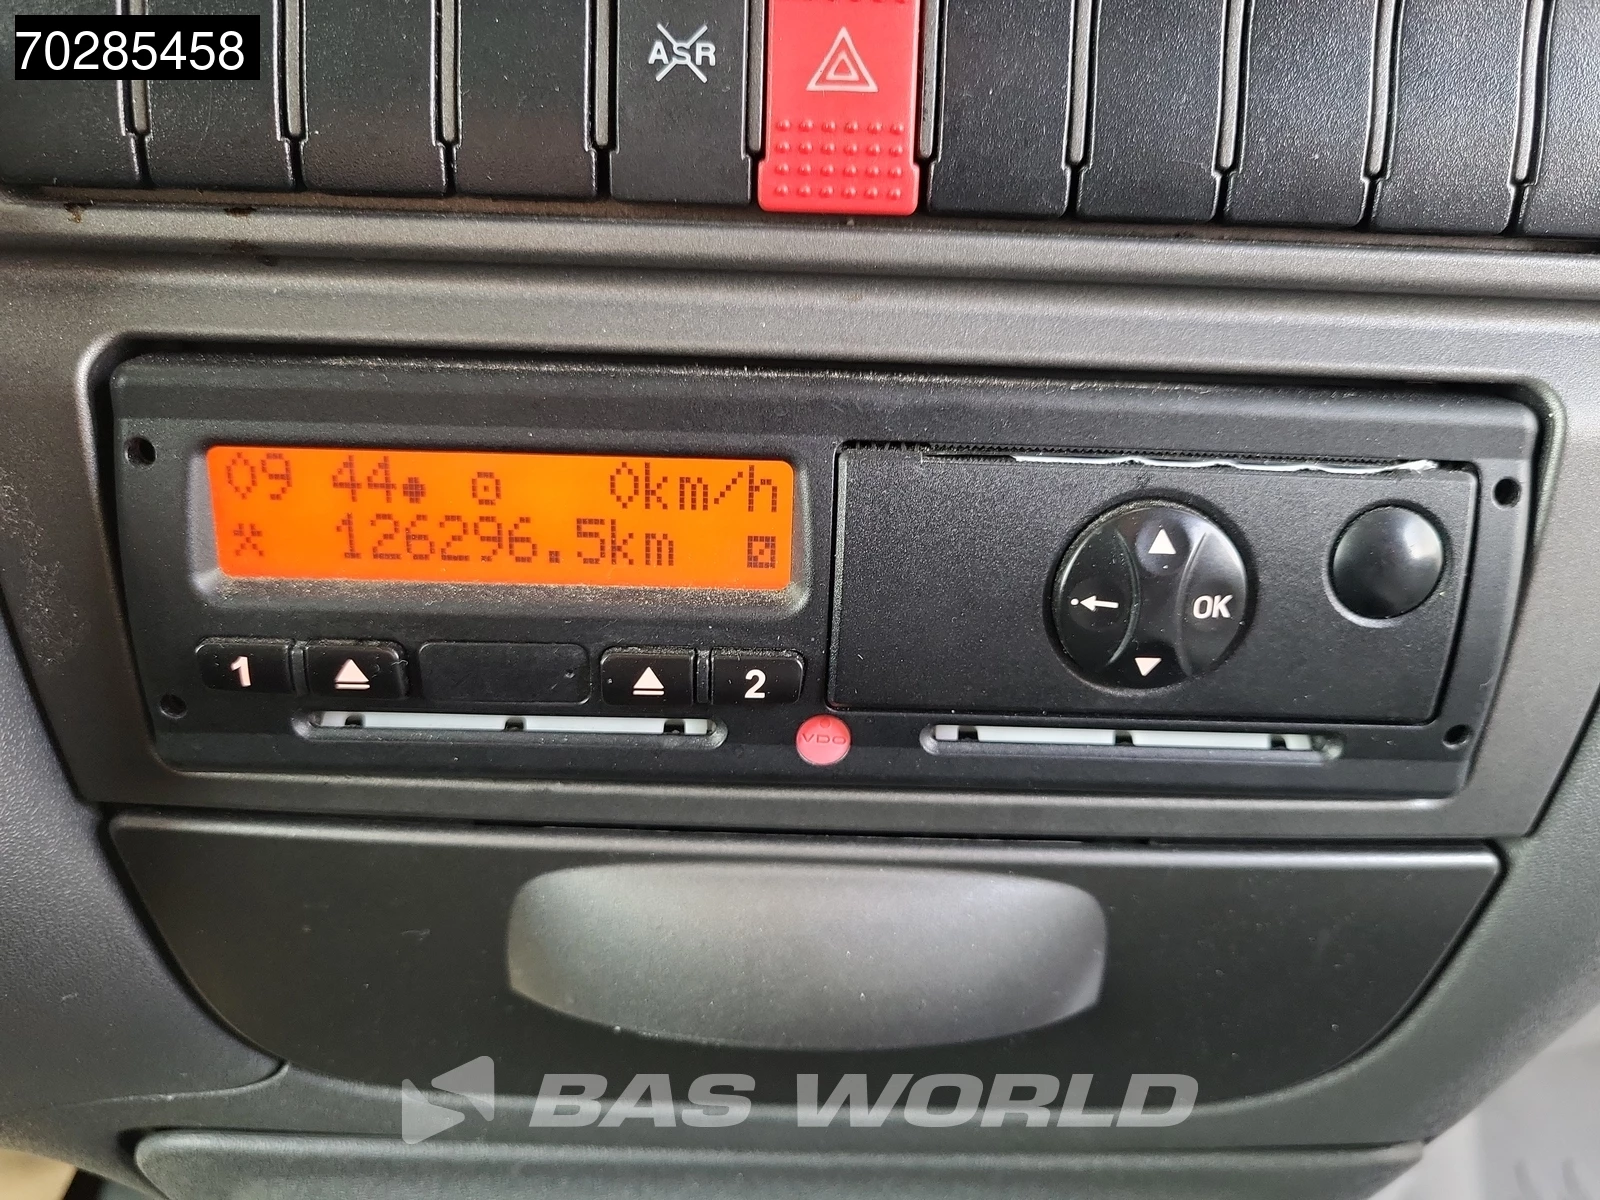 70285458
ASR
09 44 0km/h
126296.5km
1 2
OK
VDO
BAS WORLD